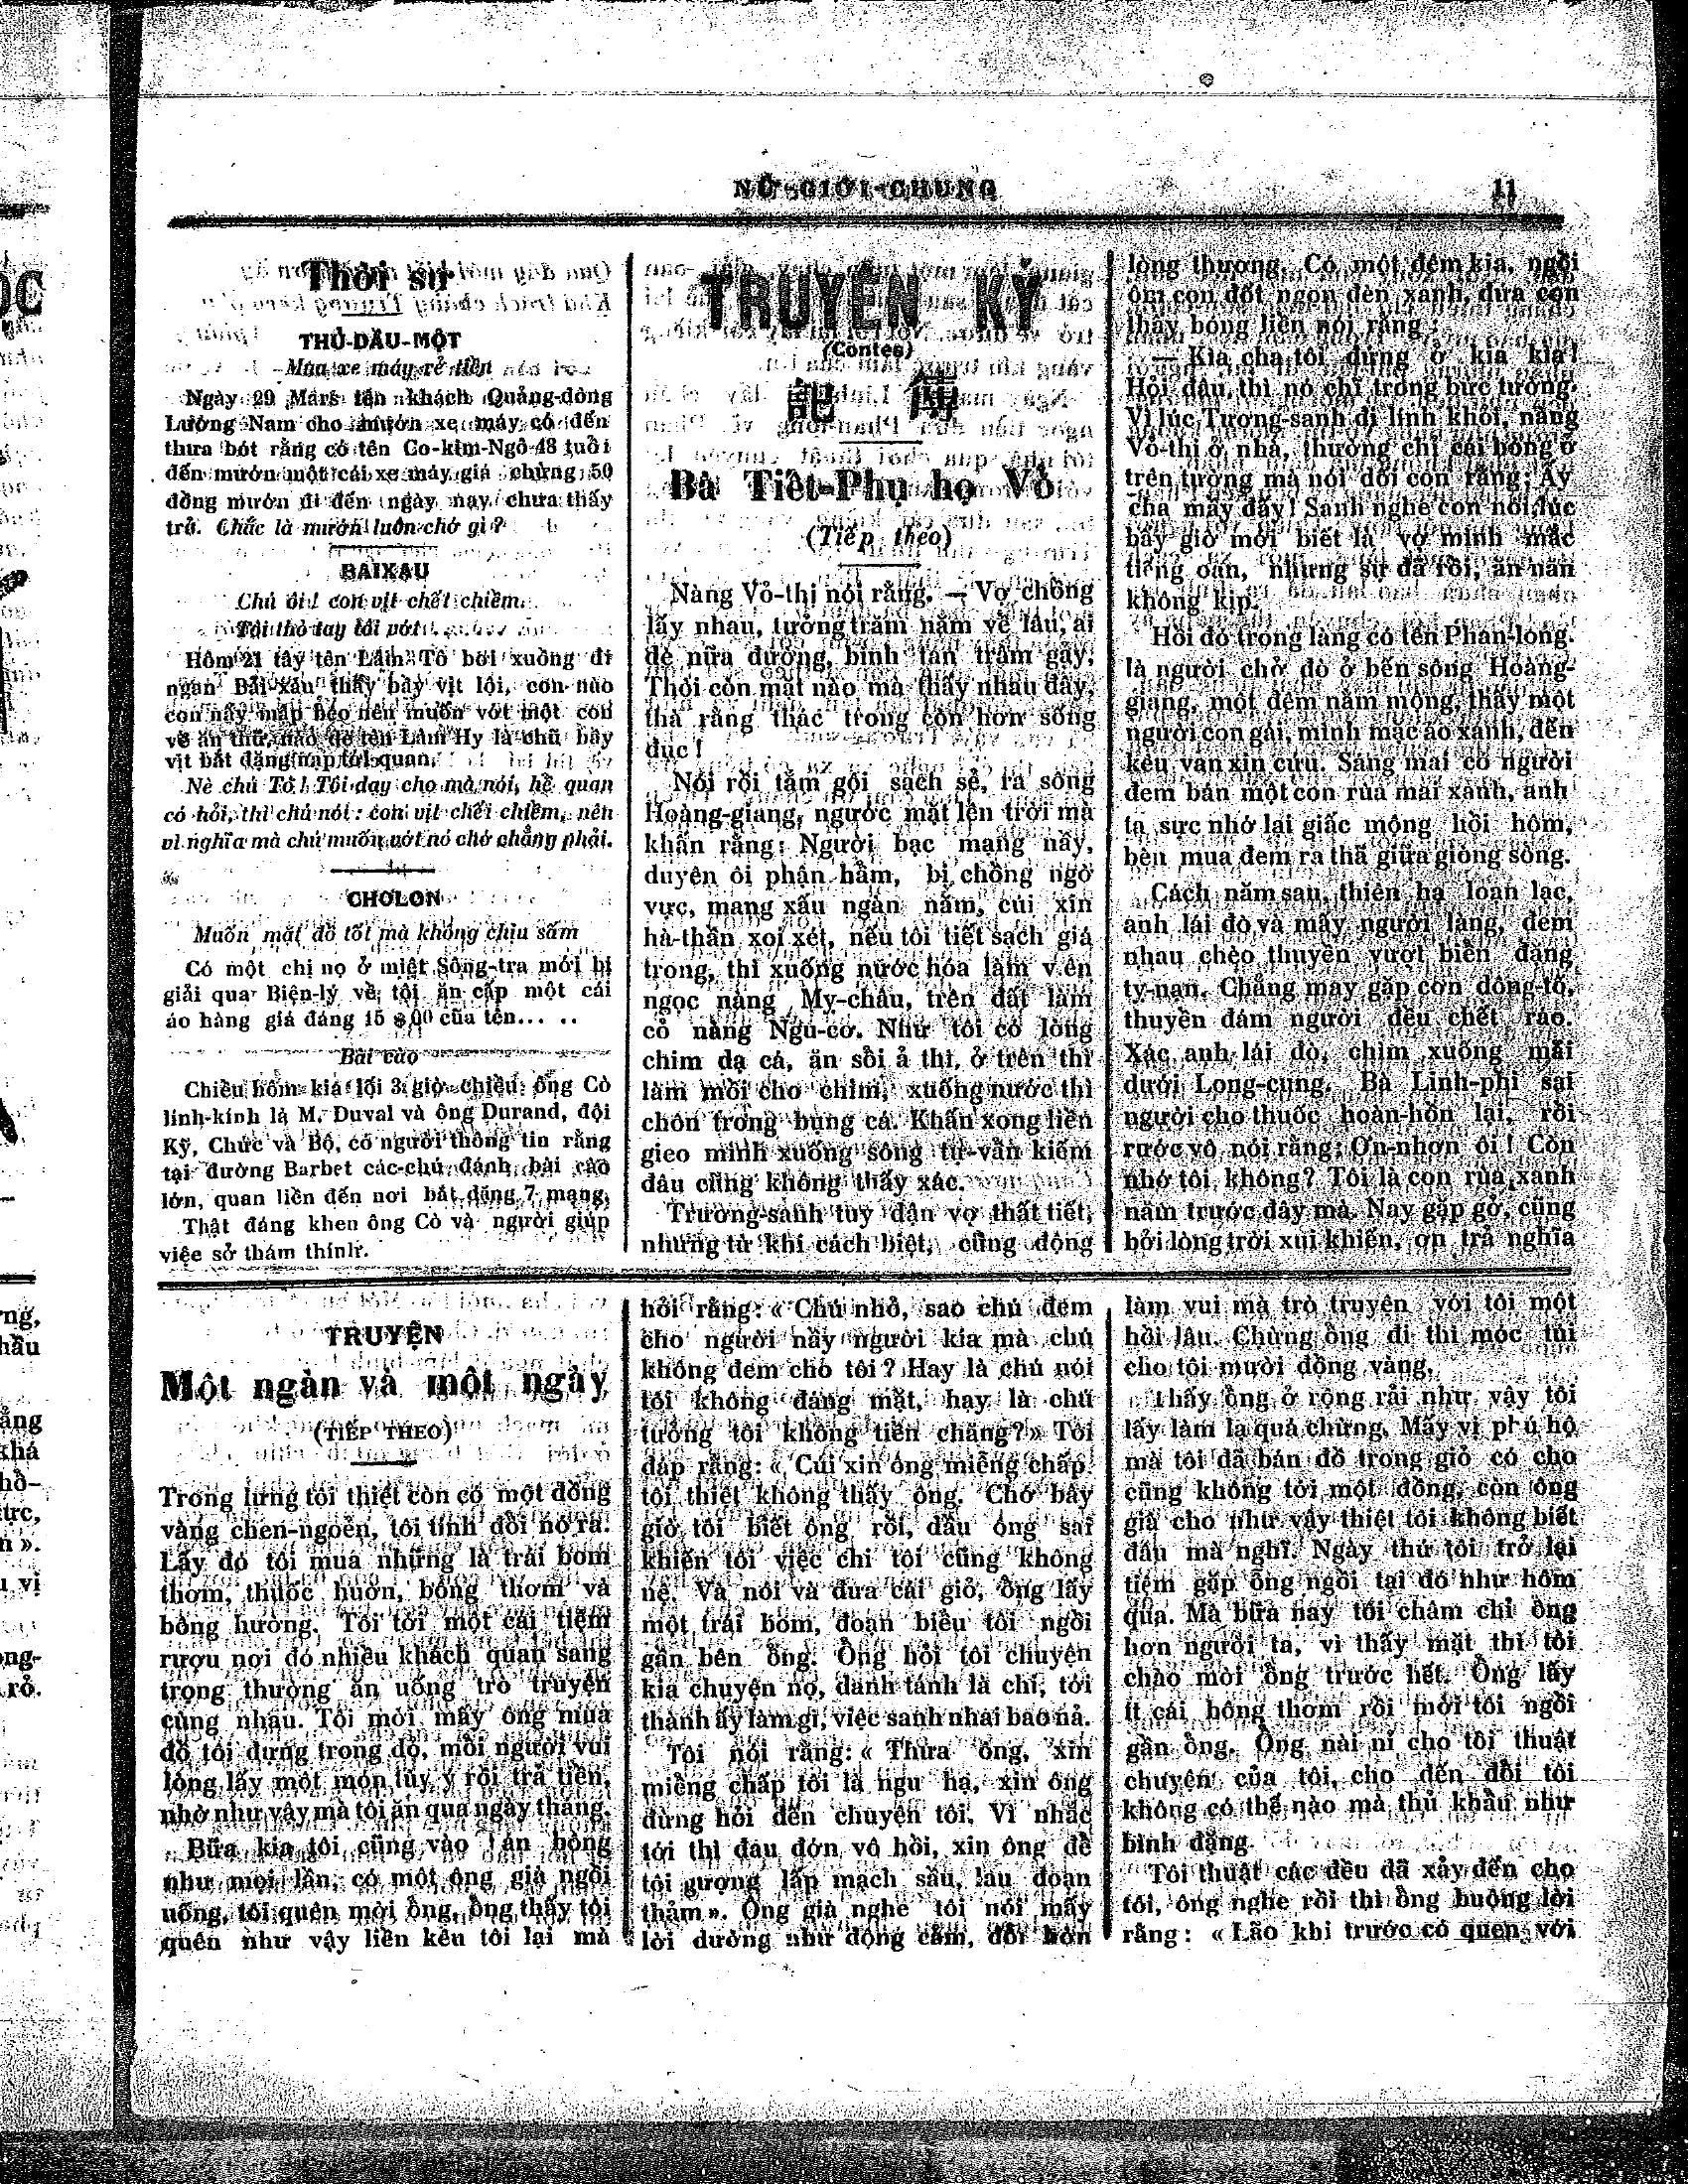 NỮ-GIỚI-CHUNG
11
Thời sự
THỦ-DẦU-MỘT
Mua xe máy rẻ tiền
Ngày 29 Mars tên khách Quảng-đông
Lường Nam cho mướn xe máy có đến
thưa bót rằng có tên Co-kim-Ngô 48 tuổi
đến mướn một cái xe máy giá chừng 50
đồng mướn đi đến ngày nay chưa thấy
trả. Chắc là mướn luôn chớ gì?
BAIXAU
Chú ôi! con vịt chết chiềm.
Tôi thò tay tôi vớt
Hôm 21 tây tên Lâm Tô bơi xuồng đi
ngan Bải-xàu thấy bầy vịt lội, con nào
con nấy mập béo nên muốn vớt một con
về ăn thử, nào dè tên Lâm Hy là chủ bầy
vịt bắt đặng nạp tới quan.
Nè chú Tô! Tôi dạy cho mà nói, hễ quan
có hỏi, thì chú nói: con vịt chết chiềm, nên
vì nghĩa mà chú muốn vớt nó chớ chẳng phải.
CHOLON
Muốn mặt đồ tốt mà không chịu sắm
Có một chị nọ ở miệt Sông-tra mới bị
giải qua Biện-lý về tội ăn cắp một cái
áo hàng giá đáng 15 $ 00 của tên... ..
Bài cào
Chiều hôm kia lối 3 giờ chiều ông Cò
linh-kính là M. Duval và ông Durand, đội
Kỹ, Chức và Bộ, có người thông tin rằng
tại đường Barbet các-chú đánh bài cào
lớn, quan liền đến nơi bắt đặng 7 mạng,
Thật đáng khen ông Cò và người giúp
việc sở thám thính.
TRUYỀN KỲ
(Contes)
記 傳
Bà Tiết-Phụ họ Võ
(Tiếp theo)
Nàng Võ-thị nói rằng. — Vợ chồng
lấy nhau, tưởng trăm năm về lâu, ai
dè nữa đường, bình tan trâm gảy,
Thời còn mặt nào mà thấy nhau đây,
thà rằng thác trong còn hơn sống
đục!
Nói rồi tắm gội sạch sẻ, ra sông
Hoàng-giang, ngước mặt lên trời mà
khấn rằng: Người bạc mạng nầy,
duyên ôi phận hẩm, bị chồng ngờ
vực, mang xấu ngàn năm, cúi xin
hà-thần xoi xét, nếu tôi tiết sạch giá
trong, thì xuống nước hóa làm viên
ngọc nàng Mỵ-châu, trên đất làm
cỏ nàng Ngu-cơ. Như tôi có lòng
chim dạ cá, ăn sồi ả thi, ở trên thì
làm mồi cho chim, xuống nước thì
chôn trong bụng cá. Khấn xong liền
gieo mình xuống sông tự-vẩn kiếm
đâu cũng không thấy xác.
Trương-sanh tuy đận vợ thất tiết,
nhưng từ khi cách biệt, cũng động
lòng thương. Có một đêm kia, ngồi
ôm con đốt ngọn đèn xanh, đứa con
thấy bóng liền nói rằng:
— Kìa cha tôi đứng ở kia kìa!
Hỏi đâu, thì nó chỉ trong bức tường.
Vì lúc Tương-sanh đi lính khỏi, nàng
Võ-thị ở nhà, thường chỉ cái bóng ở
trên tường mà nói dối con rằng: Ấy
cha mầy đấy! Sanh nghe con nói, lúc
bấy giờ mới biết là vợ mình mắc
tiếng oan, nhưng sự đã rồi, ăn năn
không kịp.
Hồi đó trong làng có tên Phan-long.
là người chở đò ở bến sông Hoàng-
giang, một đêm nằm mộng, thấy một
người con gái, mình mặc áo xanh, đến
kêu van xin cứu. Sáng mai có người
đem bán một con rùa mai xanh, anh
ta sực nhớ lại giấc mộng hồi hôm,
bèn mua đem ra thả giữa giòng sông.
Cách năm sau, thiên hạ loạn lạc,
anh lái đò và mấy người làng, đem
nhau chèo thuyền vượt biển đặng
tỵ-nạn. Chẳng may gặp cơn dông-tố,
thuyền đắm người đều chết ráo.
Xác anh lái đò, chìm xuống mãi
dưới Long-cung. Bà Linh-phi sai
người cho thuốc hoàn-hồn lại, rồi
rước vô nói rằng: Ơn-nhơn ôi! Còn
nhớ tôi không? Tôi là con rùa xanh
năm trước đây mà. Nay gặp gở, cũng
bởi lòng trời xui khiến, ơn trả nghĩa
TRUYỆN
Một ngàn và một ngày
(TIẾP THEO)
Trong lưng tôi thiệt còn có một đồng
vàng chen-ngoên, tôi tính đổi nó ra.
Lấy đó tôi mua những là trái bom
thơm, thuốc huờn, bông thơm và
bông hường. Tôi tới một cái tiệm
rượu nơi đó nhiều khách quan sang
trọng thường ăn uống trò truyện
cùng nhau. Tôi mời mấy ông mua
đồ tôi đựng trong đó, mỗi người vui
lòng lấy một món tùy ý rồi trả tiền,
nhờ như vậy mà tôi ăn qua ngày tháng.
Bữa kia tôi cũng vào bán bông
như mọi lần, có một ông già ngồi
uống, tôi quên mời ổng, ổng thấy tôi
quên như vậy liền kêu tôi lại mà
hỏi rằng: « Chú nhỏ, sao chú đem
cho người nầy người kia mà chú
không đem cho tôi? Hay là chú nói
tôi không đáng mặt, hay là chú
tưởng tôi không tiền chăng?» Tôi
đáp rằng: « Cúi xin ông miễng chấp
tôi thiệt không thấy ông. Chớ bây
giờ tôi biết ông rồi, dầu ông sai
khiến tôi việc chi tôi cũng không
nệ. Và nói và đưa cái giỏ, ổng lấy
một trái bom, đoạn biểu tôi ngồi
gần bên ổng. Ổng hỏi tôi chuyện
kia chuyện nọ, danh tánh là chi, tới
thành ấy làm gì, việc sanh nhai bao nả.
Tôi nói rằng: « Thưa ông, xin
miễng chấp tôi là ngu hạ, xin ông
đừng hỏi đến chuyện tôi. Vì nhắc
tới thì đau đớn vô hồi, xin ông để
tôi gượng lấp mạch sầu, lau đoạn
thảm». Ông già nghe tôi nói mấy
lời dường như động cảm, đổi hờn
làm vui mà trò truyện với tôi một
hồi lâu. Chừng ổng đi thì móc túi
cho tôi mười đồng vàng.
Thấy ổng ở rộng rải như vậy tôi
lấy làm lạ quá chừng. Mấy vị phú hộ
mà tôi đã bán đồ trong giỏ có cho
cũng không tới một đồng, còn ông
già cho như vậy thiệt tôi không biết
đâu mà nghĩ. Ngày thứ tôi trở lại
tiệm gặp ổng ngồi tại đó như hôm
qua. Mà bữa nay tôi châm chỉ ổng
hơn người ta, vì thấy mặt thì tôi
chào mời ổng trước hết. Ổng lấy
ít cái bông thơm rồi mời tôi ngồi
gần ổng. Ổng nài nỉ cho tôi thuật
chuyện của tôi, cho đến đổi tôi
không có thế nào mà thủ khẩu như
bình đặng.
Tôi thuật các đều đã xảy đến cho
tôi, ông nghe rồi thì ổng buông lời
rằng: « Lão khi trước có quen với